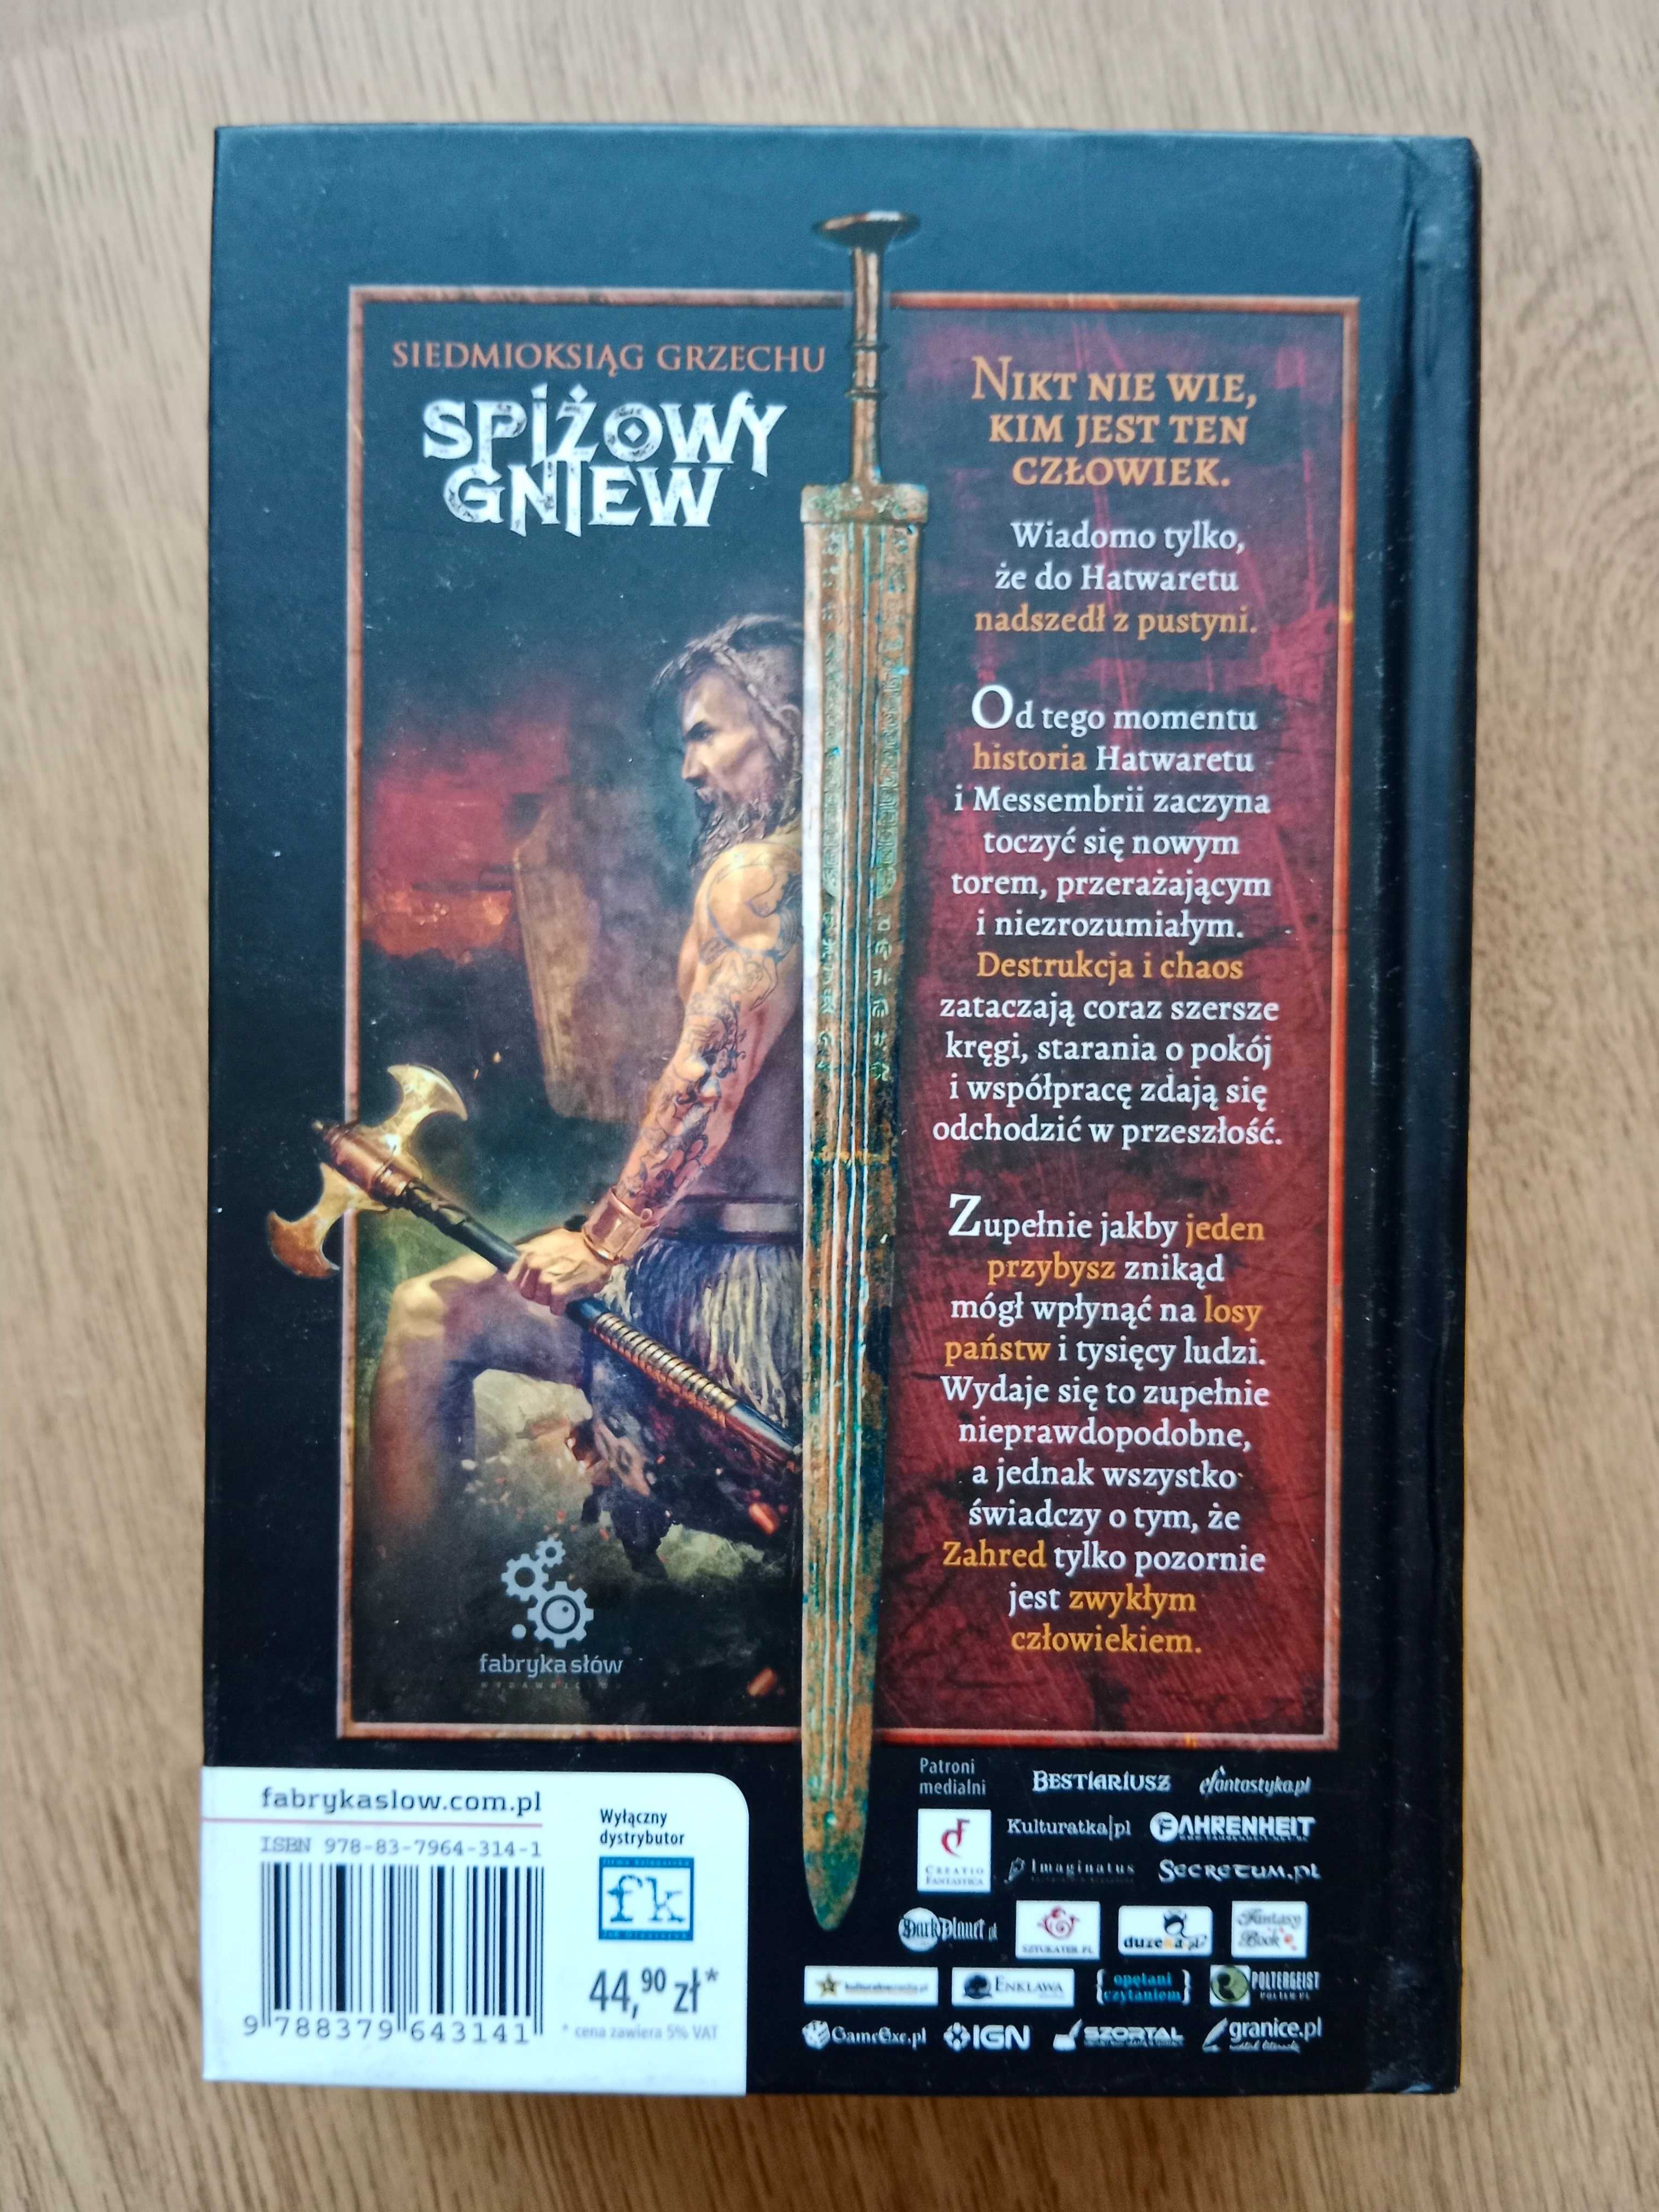 SIEDMIOKSIĄG GRZECHU
SPIŻOWY
GNIEW
NIKT NIE WIE,
KIM JEST TEN
CZŁOWIEK.
Wiadomo tylko,
że do Hatwaretu
nadszedł z pustyni.
Od tego momentu
historia Hatwaretu
i Messembrii zaczyna
toczyć się nowym
torem, przerażającym
i niezrozumiałym.
Destrukcja i chaos
zataczają coraz szersze
kręgi, starania o pokój
i współpracę zdają się
odchodzić w przeszłość.
Zupełnie jakby jeden
przybysz znikąd
mógł wpłynąć na losy
państw i tysięcy ludzi.
Wydaje się to zupełnie
nieprawdopodobne,
a jednak wszystko
świadczy o tym, że
Zahred tylko pozornie
jest zwykłym
człowiekiem.
fabryka słów
fabrykaslow.com.pl
ISBN 978-83-7964-314-1
9 788379 643141
Wyłączny
dystrybutor
fk
44,90 zł*
* cena zawiera 5% VAT
Patroni
medialni
BESTIARIUSZ
efantastyka.pl
CREATIO
FANTASTICA
Kulturatka|pl
FAHRENHEIT
Imaginatus
SECRETUM.PL
DarkPlanet.pl
SZTUKATER.PL
duzeKa.pl
Fantasy
Book
ENKLAWA
opętani
czytaniem
POLTERGEIST
POLTER.PL
GameExe.pl
IGN
SZORTAL
granice.pl